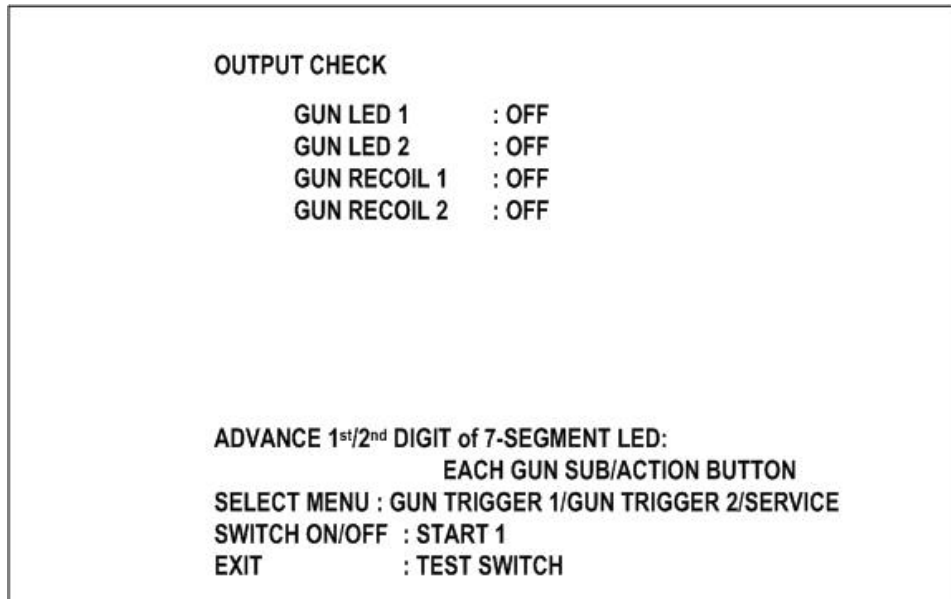 OUTPUT CHECK
GUN LED 1 : OFF
GUN LED 2 : OFF
GUN RECOIL 1 : OFF
GUN RECOIL 2 : OFF
ADVANCE 1st/2nd DIGIT of 7-SEGMENT LED:
EACH GUN SUB/ACTION BUTTON
SELECT MENU : GUN TRIGGER 1/GUN TRIGGER 2/SERVICE
SWITCH ON/OFF : START 1
EXIT : TEST SWITCH